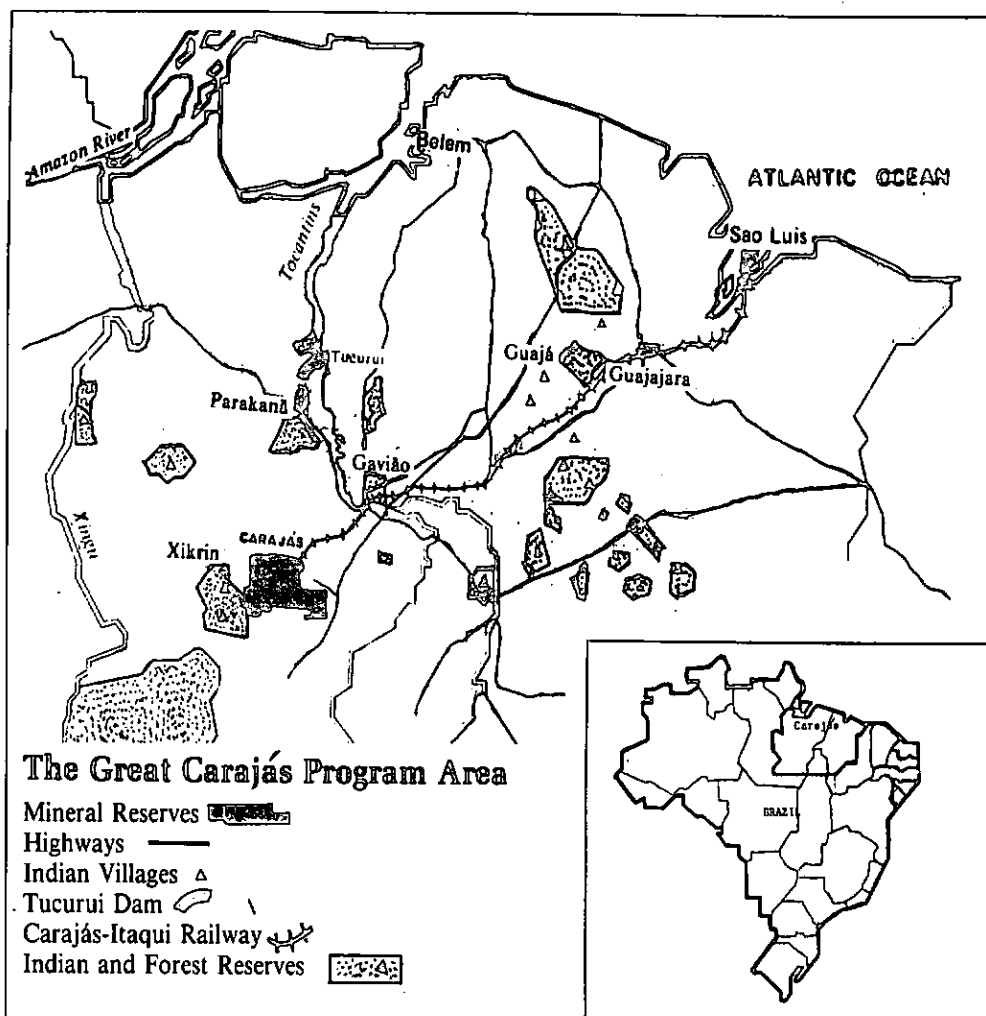 Amazon River
Belem
ATLANTIC OCEAN
Tocantins
Sao Luis
Tucurui
Guajá
Guajajara
Parakanã
Gavião
Xingu
Xikrin
CARAJÁS
Carajás
BRAZIL
The Great Carajás Program Area
Mineral Reserves
Highways
Indian Villages
Tucurui Dam
Carajás-Itaqui Railway
Indian and Forest Reserves